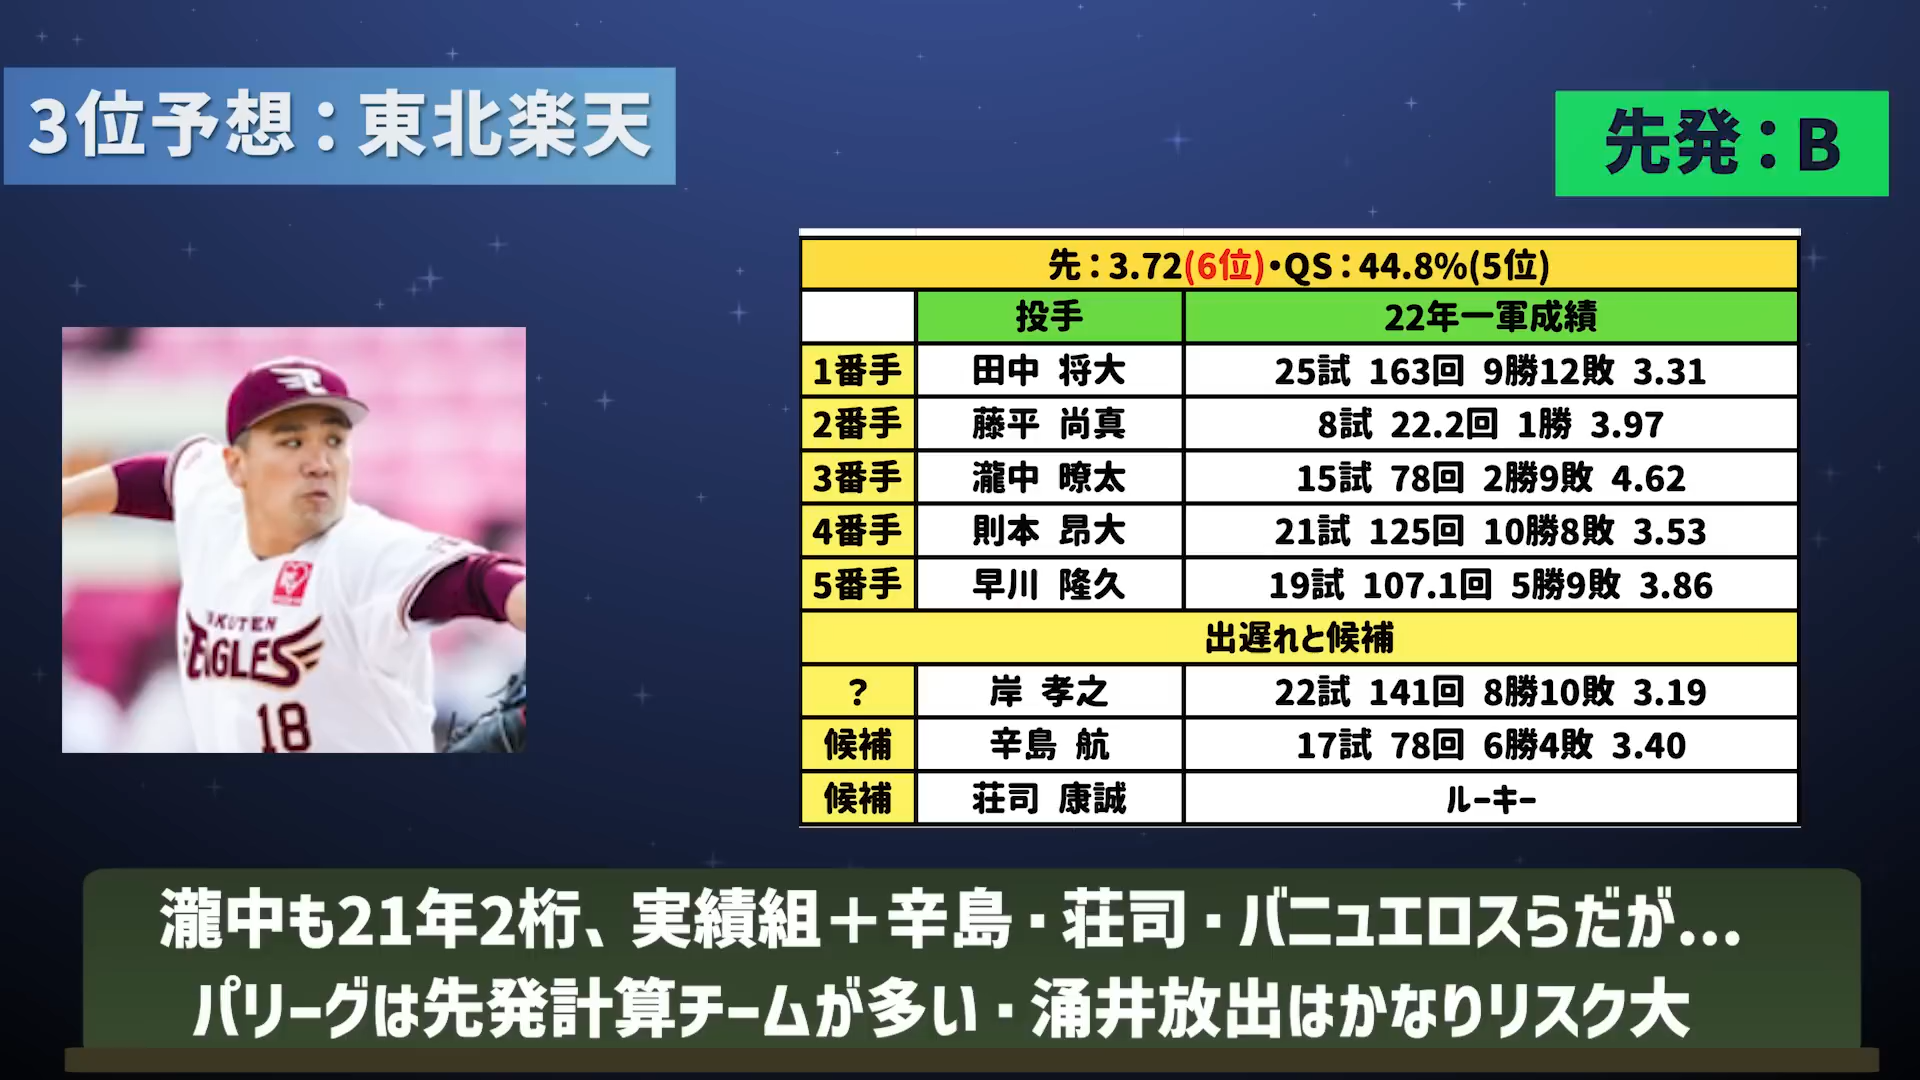 3位予想：東北楽天
先発：B
先：3.72(6位)・QS：44.8%(5位)
投手 22年一軍成績
1番手 田中 将大 25試 163回 9勝12敗 3.31
2番手 藤平 尚真 8試 22.2回 1勝 3.97
3番手 瀧中 暸太 15試 78回 2勝9敗 4.62
4番手 則本 昂大 21試 125回 10勝8敗 3.53
5番手 早川 隆久 19試 107.1回 5勝9敗 3.86
出遅れと候補
？ 岸 孝之 22試 141回 8勝10敗 3.19
候補 辛島 航 17試 78回 6勝4敗 3.40
候補 荘司 康誠 ルーキー
EAGLES
18
瀧中も21年2桁、実績組＋辛島・荘司・バニュエロスらだが…
パリーグは先発計算チームが多い・涌井放出はかなりリスク大